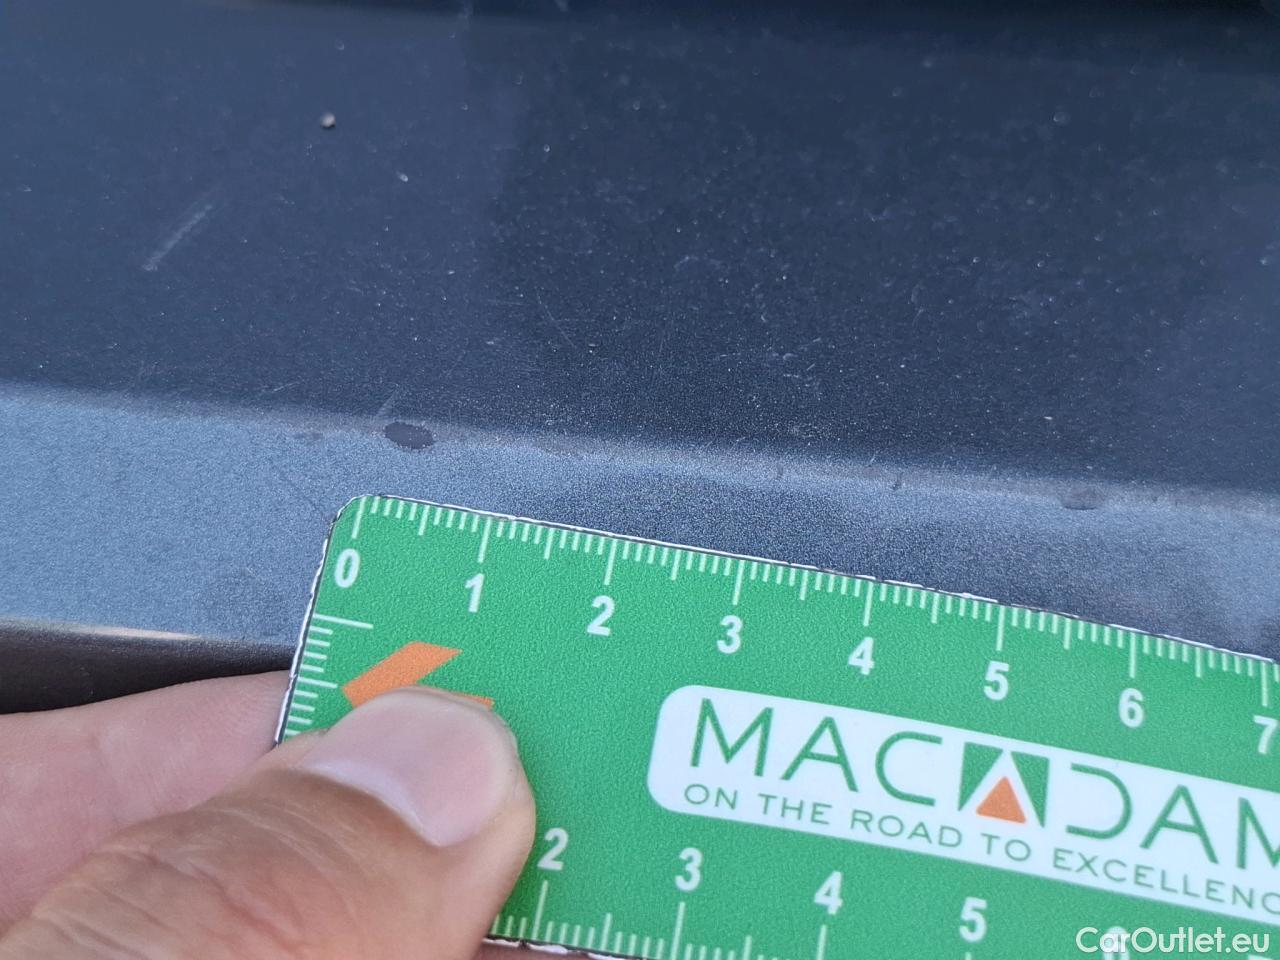 0 1 2 3 4 5 6 7
MACADAM
ON THE ROAD TO EXCELLENC
2 3 4 5 6
CarOutlet.eu